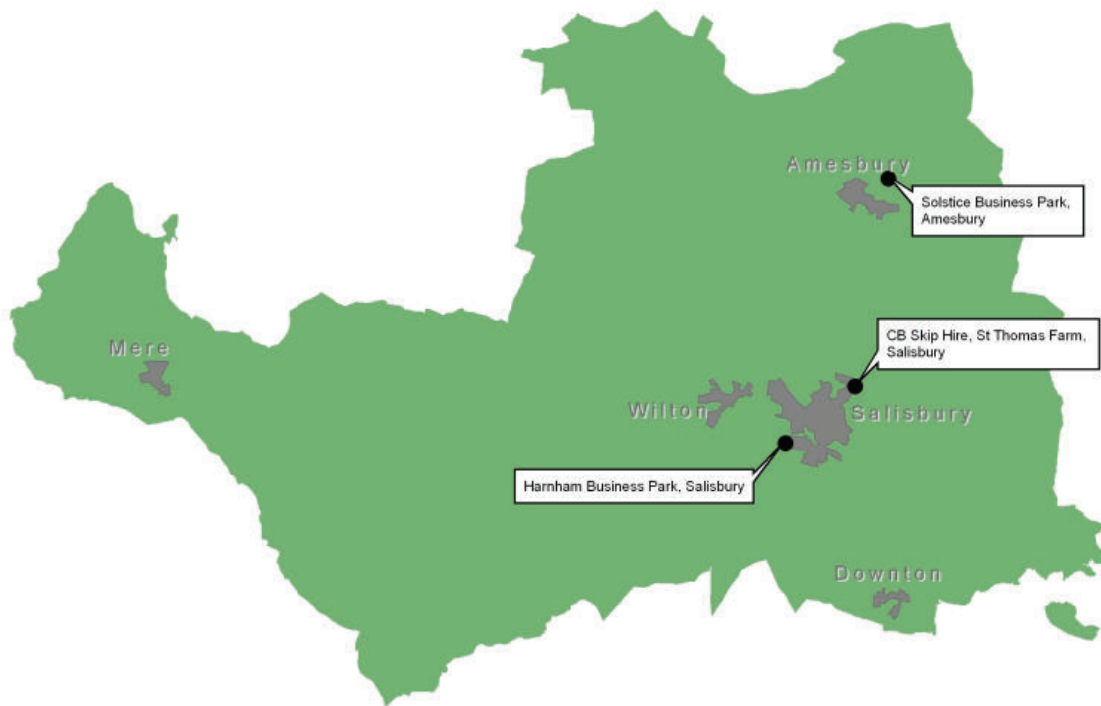 Amesbury
Solstice Business Park,
Amesbury
CB Skip Hire, St Thomas Farm,
Salisbury
Mere
Wilton
Salisbury
Harnham Business Park, Salisbury
Downton